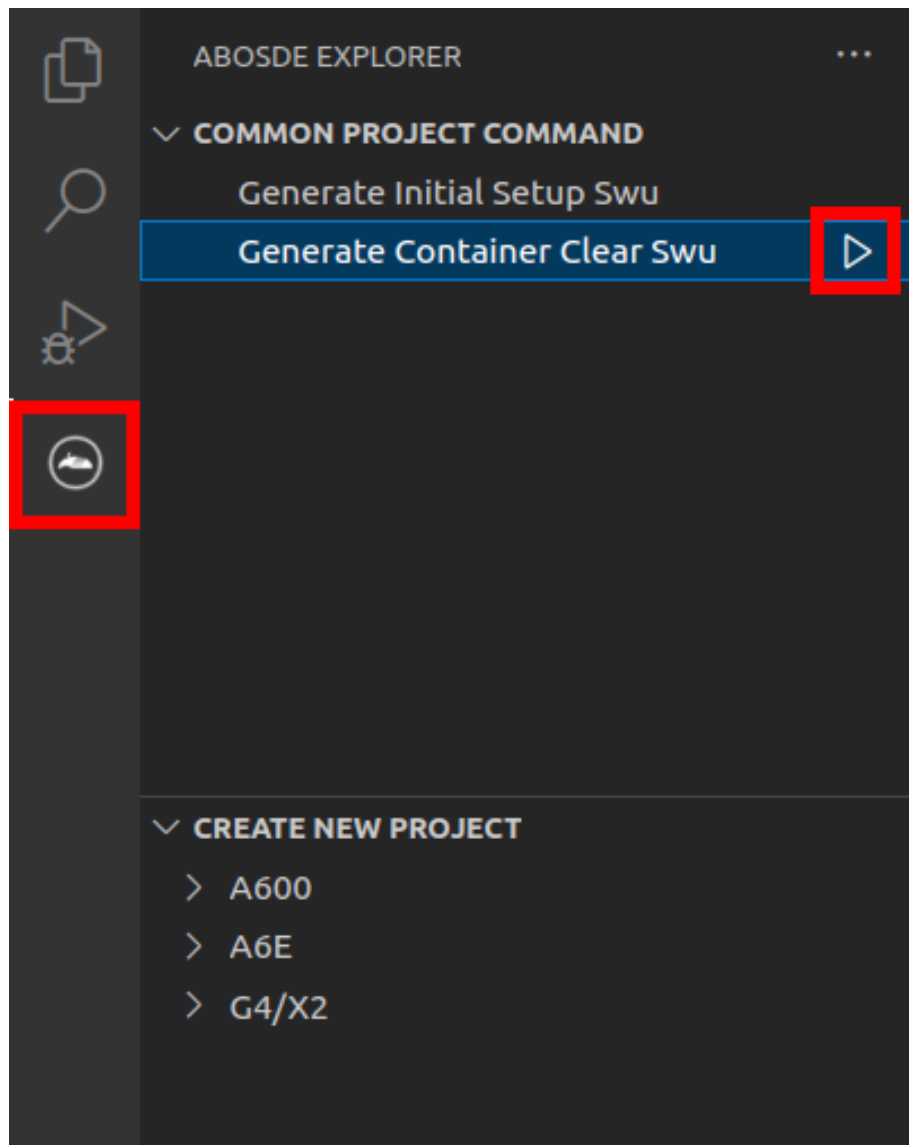 ABOSDE EXPLORER
COMMON PROJECT COMMAND
Generate Initial Setup Swu
Generate Container Clear Swu
CREATE NEW PROJECT
A600
A6E
G4/X2